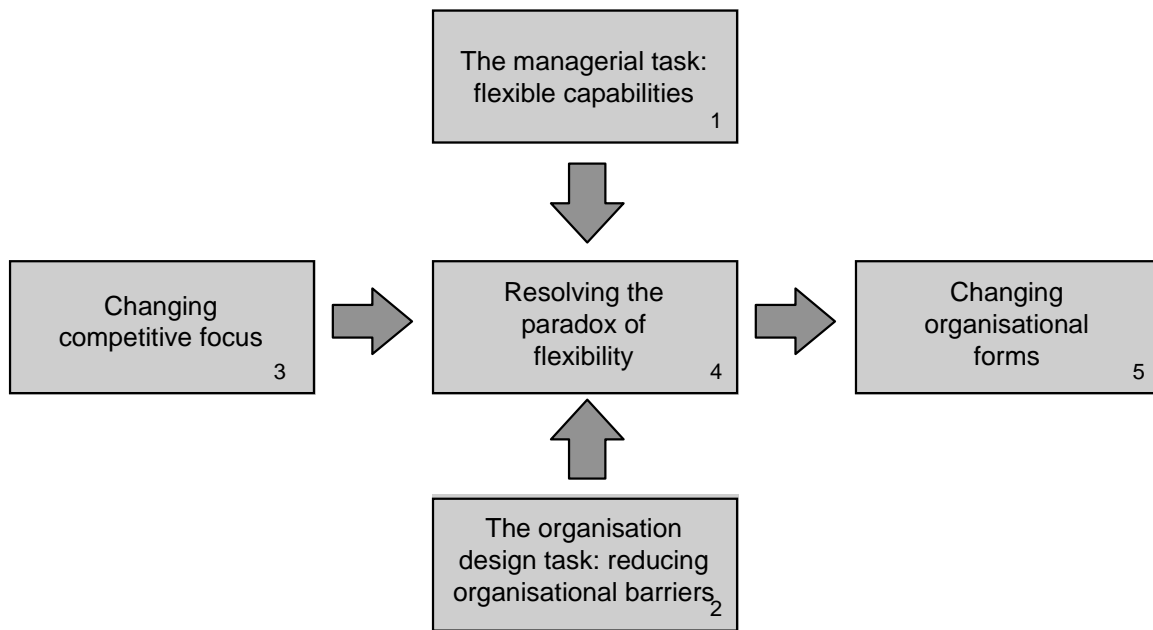 The managerial task:
flexible capabilities
1
Changing
competitive focus
3
Resolving the
paradox of
flexibility
4
Changing
organisational
forms
5
The organisation
design task: reducing
organisational barriers
2